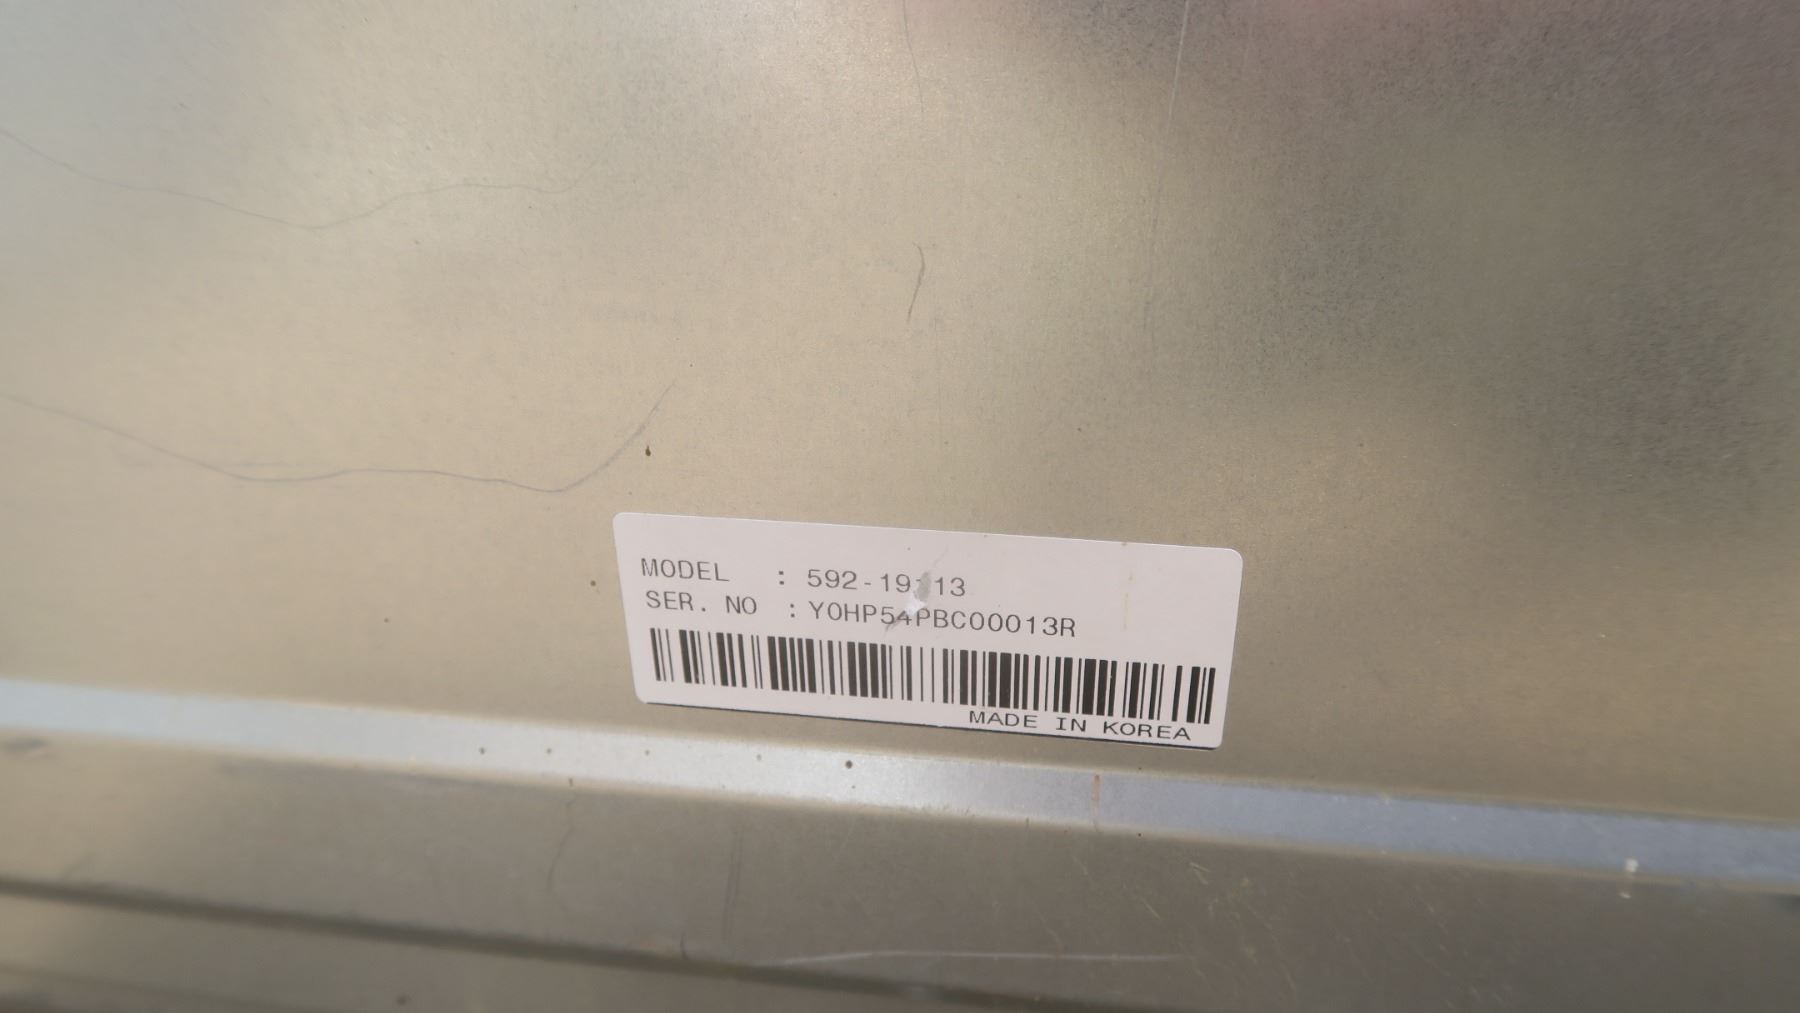 MODEL :
SER. NO : Y0HP54PBC00013R
MADE IN KOREA